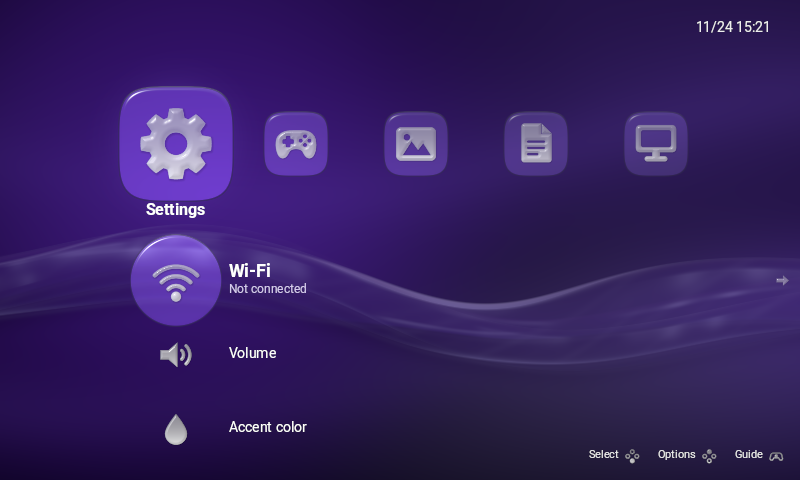 11/24 15:21
Settings
Wi-Fi
Not connected
Volume
Accent color
Select
Options
Guide